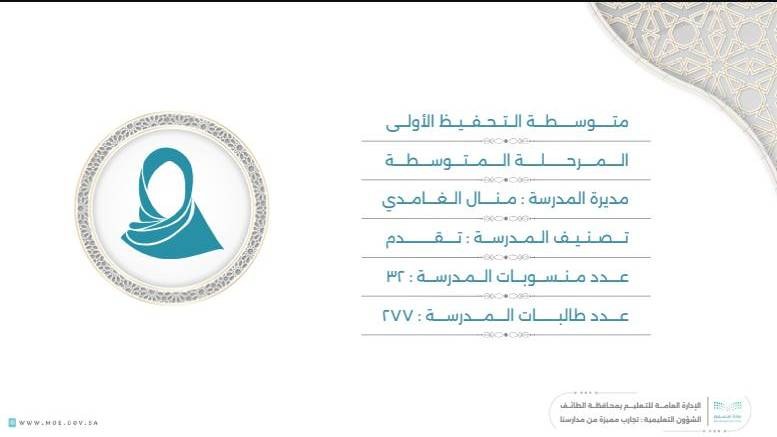 متوسطة التحفيظ الأولى
المرحلة المتوسطة
مديرة المدرسة : منال الغامدي
تصنيف المدرسة : تقدم
عدد منسوبات المدرسة : ٣٢
عدد طالبات المدرسة : ٢٧٧
الإدارة العامة للتعليم بمحافظة الطائف
الشؤون التعليمية : تجارب مميزة من مدارسنا
WWW.MOE.GOV.SA